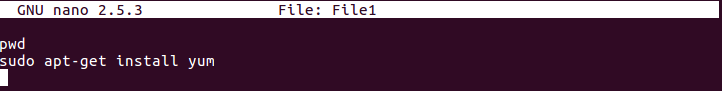 GNU nano 2.5.3 File: File1
pwd
sudo apt-get install yum